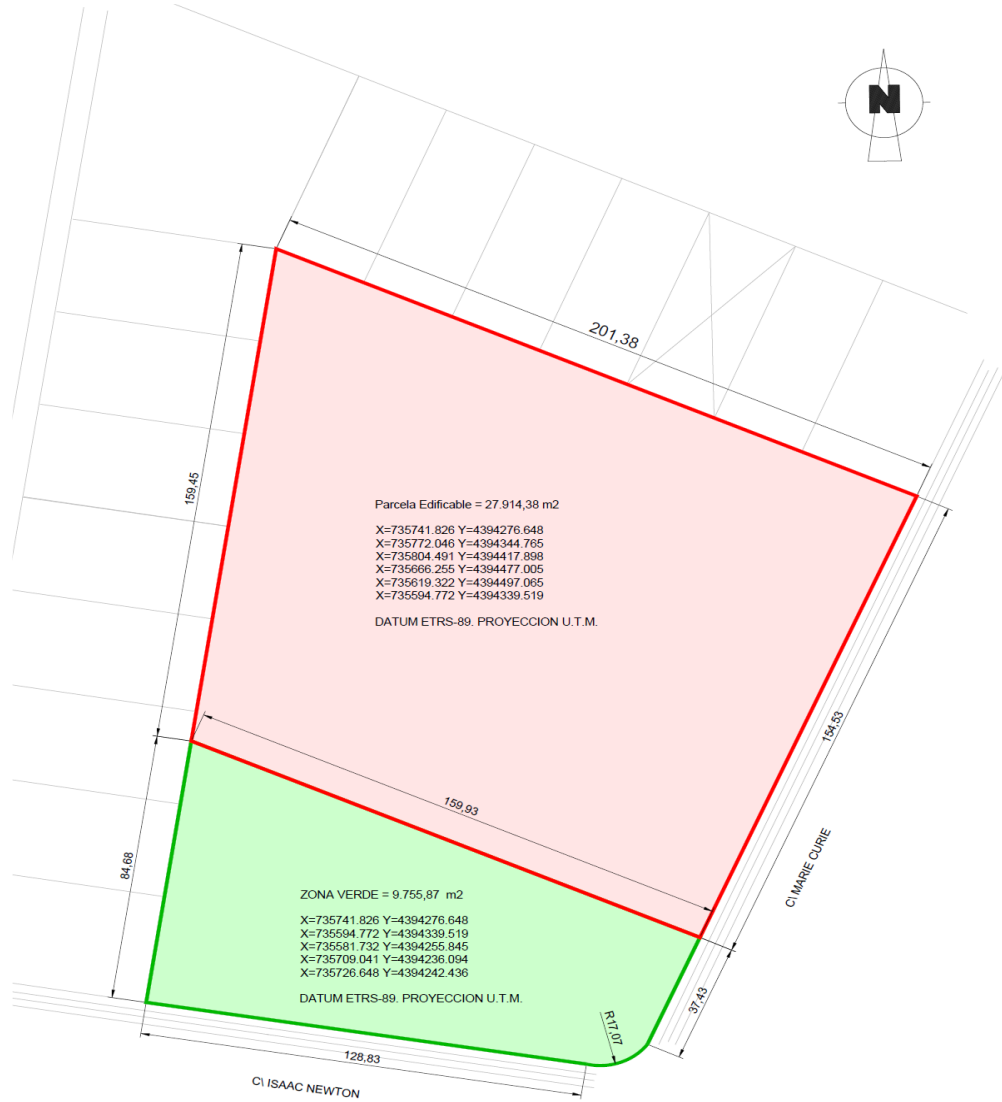 N
201,38
159,45
Parcela Edificable = 27.914,38 m2
X=735741.826 Y=4394276.648
X=735772.046 Y=4394344.765
X=735804.491 Y=4394417.898
X=735666.255 Y=4394477.005
X=735619.322 Y=4394497.065
X=735594.772 Y=4394339.519
DATUM ETRS-89. PROYECCION U.T.M.
154,53
159,93
C\ MARIE CURIE
84,68
ZONA VERDE = 9.755,87 m2
X=735741.826 Y=4394276.648
X=735594.772 Y=4394339.519
X=735581.732 Y=4394255.845
X=735709.041 Y=4394236.094
X=735726.648 Y=4394242.436
DATUM ETRS-89. PROYECCION U.T.M.
37,43
R17,07
128,83
C\ ISAAC NEWTON